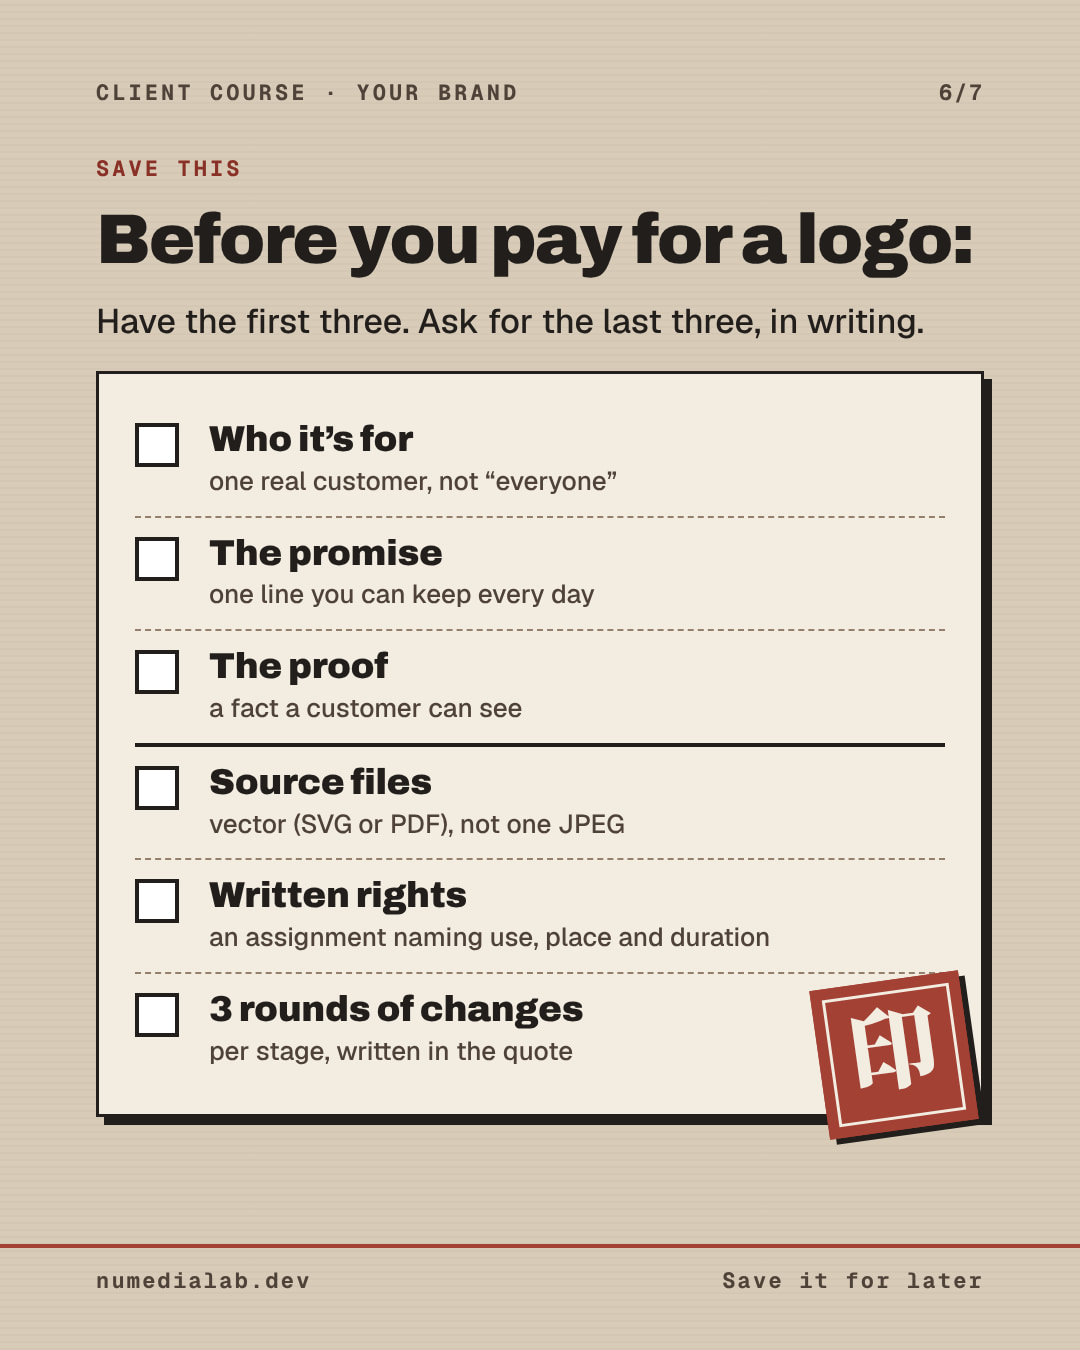 CLIENT COURSE · YOUR BRAND
6/7
SAVE THIS
Before you pay for a logo:
Have the first three. Ask for the last three, in writing.
Who it’s for
one real customer, not “everyone”
The promise
one line you can keep every day
The proof
a fact a customer can see
Source files
vector (SVG or PDF), not one JPEG
Written rights
an assignment naming use, place and duration
3 rounds of changes
per stage, written in the quote
印
numedialab.dev
Save it for later